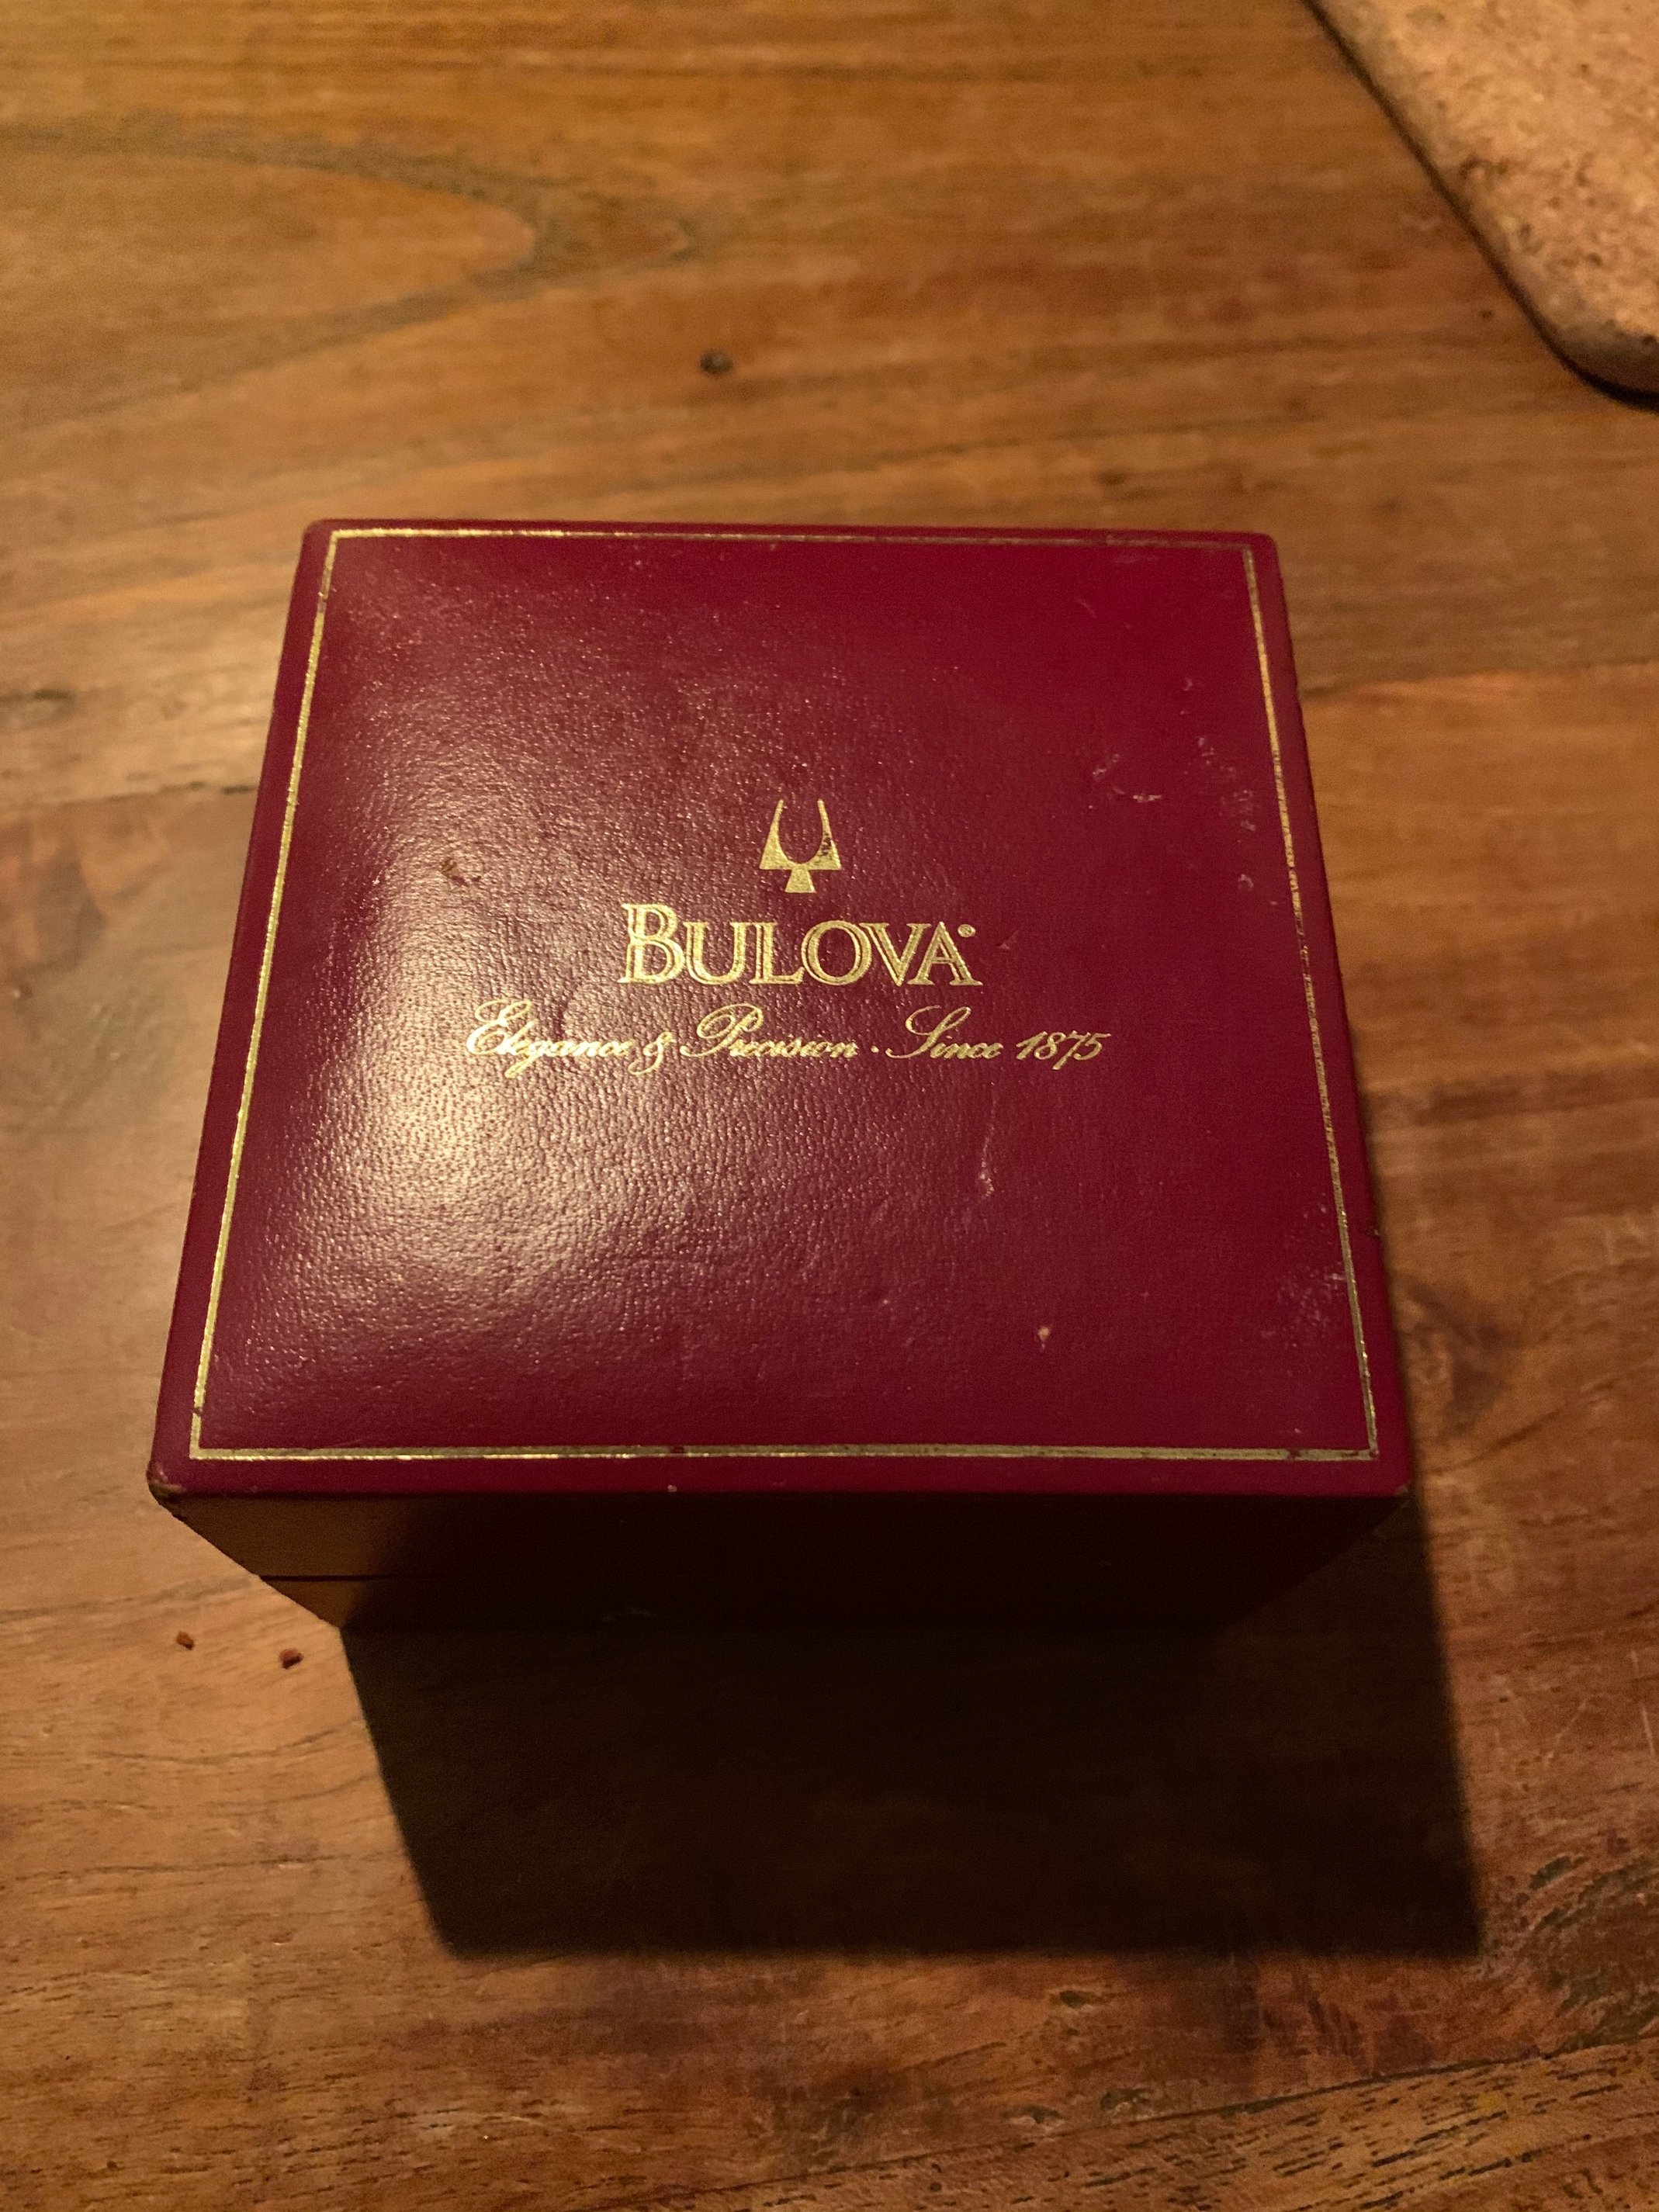 BULOVA®
Elegance & Precision · Since 1875